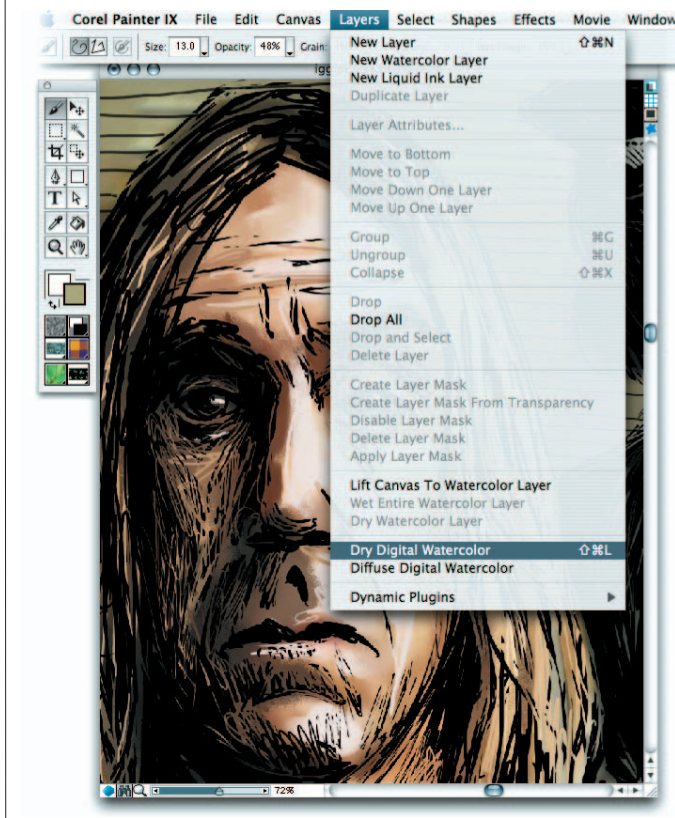 Corel Painter IX File Edit Canvas Layers Select Shapes Effects Movie Window
Size: 13.0 Opacity: 48% Grain:
igg
New Layer ⇧⌘N
New Watercolor Layer
New Liquid Ink Layer
Duplicate Layer
Layer Attributes...
Move to Bottom
Move to Top
Move Down One Layer
Move Up One Layer
Group ⌘G
Ungroup ⌘U
Collapse ⇧⌘X
Drop
Drop All
Drop and Select
Delete Layer
Create Layer Mask
Create Layer Mask From Transparency
Disable Layer Mask
Delete Layer Mask
Apply Layer Mask
Lift Canvas To Watercolor Layer
Wet Entire Watercolor Layer
Dry Watercolor Layer
Dry Digital Watercolor ⇧⌘L
Diffuse Digital Watercolor
Dynamic Plugins
T
72%